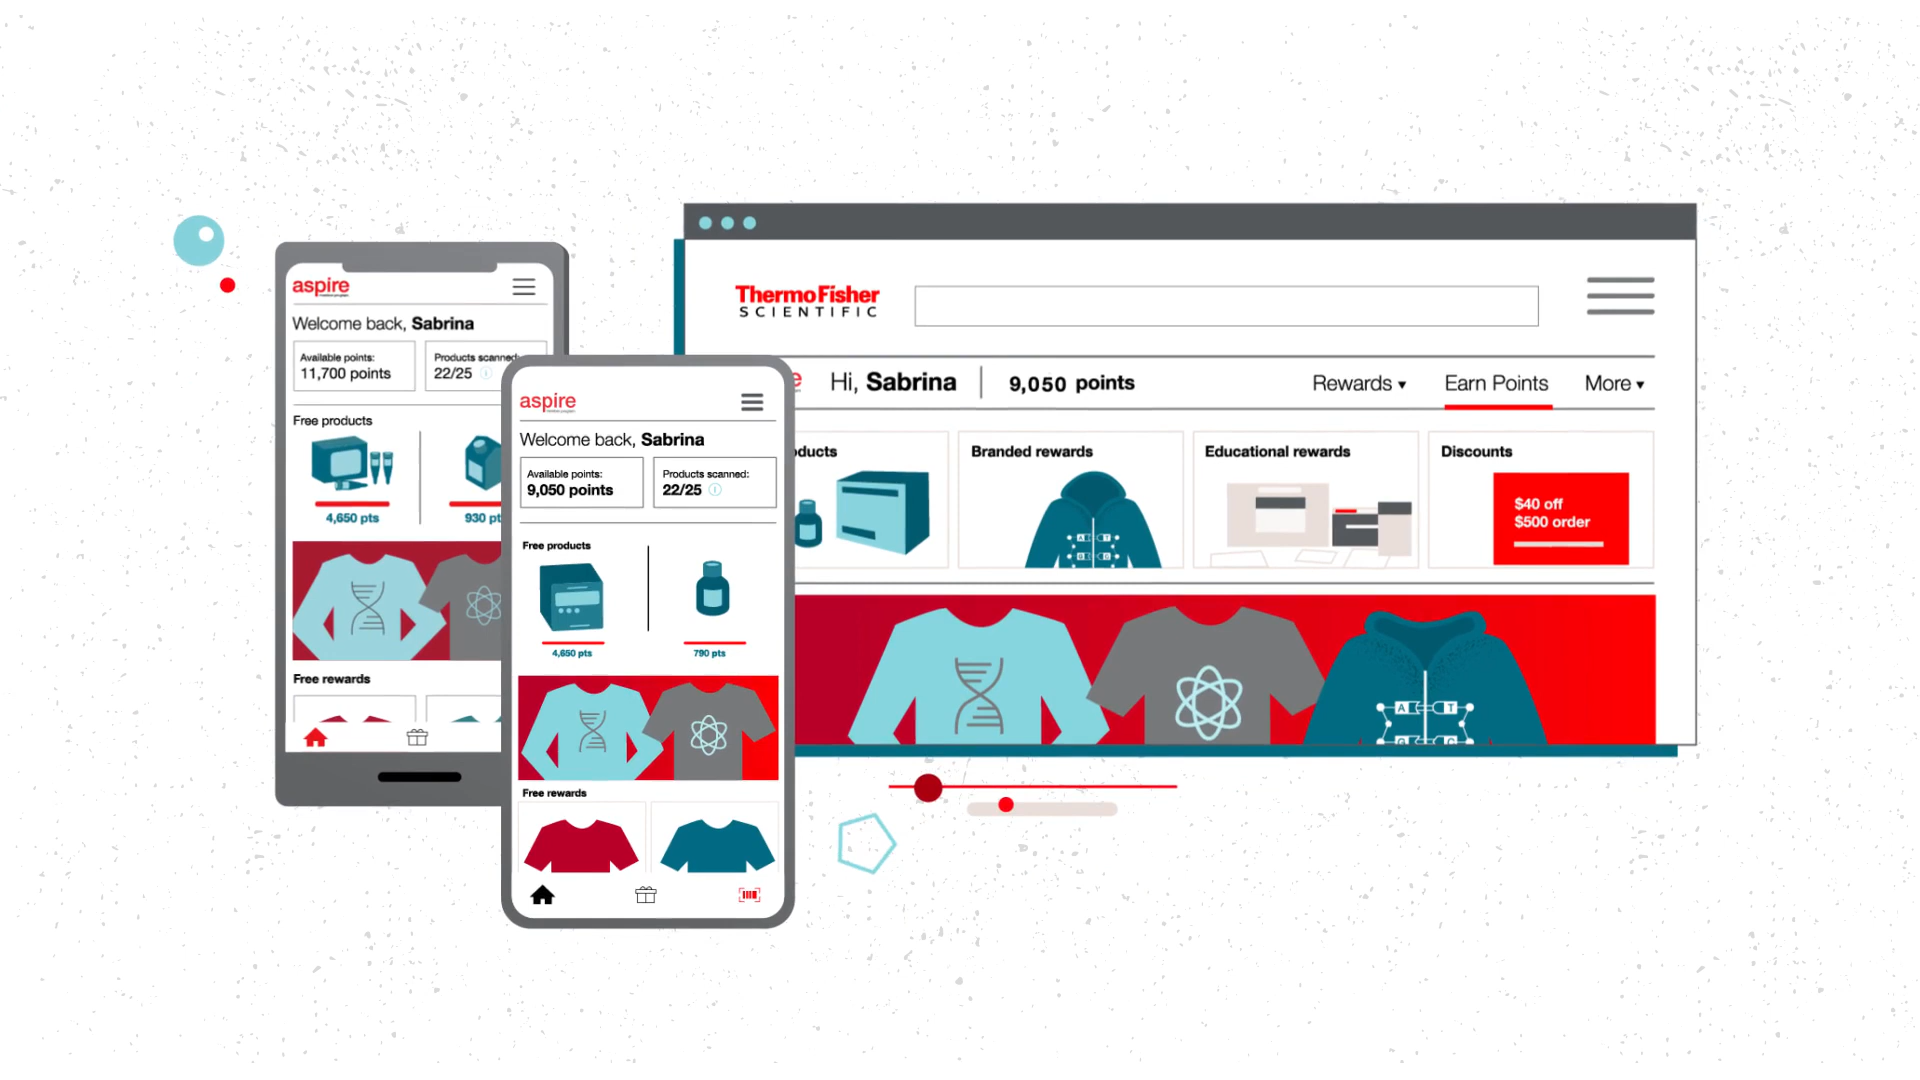 aspire
Welcome back, Sabrina
Available points:
11,700 points
Products scanned:
22/25
Free products
4,650 pts
930 pt
Free rewards
aspire
Welcome back, Sabrina
Available points:
9,050 points
Products scanned:
22/25
Free products
4,650 pts
790 pts
Free rewards
ThermoFisher
SCIENTIFIC
e
Hi, Sabrina
9,050 points
Rewards
Earn Points
More
ducts
Branded rewards
Educational rewards
Discounts
$40 off
$500 order
A T
A T